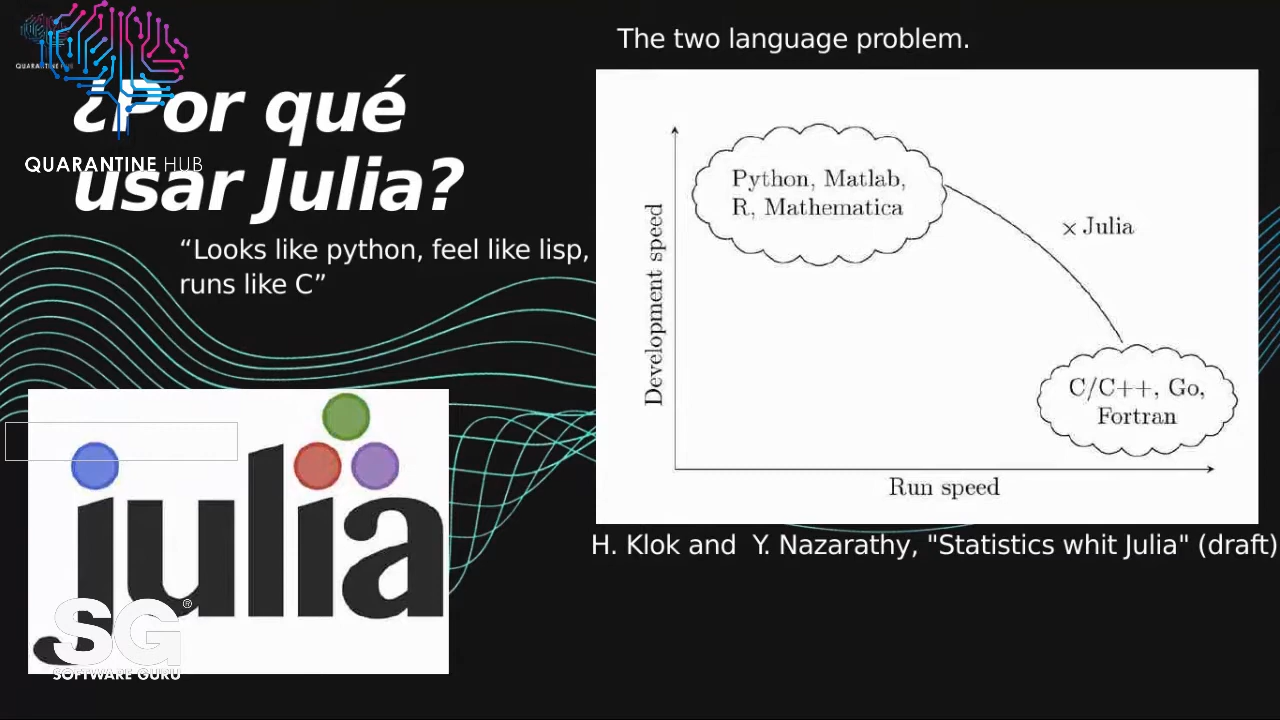 ¿Por qué
usar Julia?
QUARANTINE HUB
“Looks like python, feel like lisp,
runs like C”
julia
SG®
SOFTWARE GURU
The two language problem.
Development speed
Python, Matlab,
R, Mathematica
× Julia
C/C++, Go,
Fortran
Run speed
H. Klok and  Y. Nazarathy, "Statistics whit Julia" (draft)